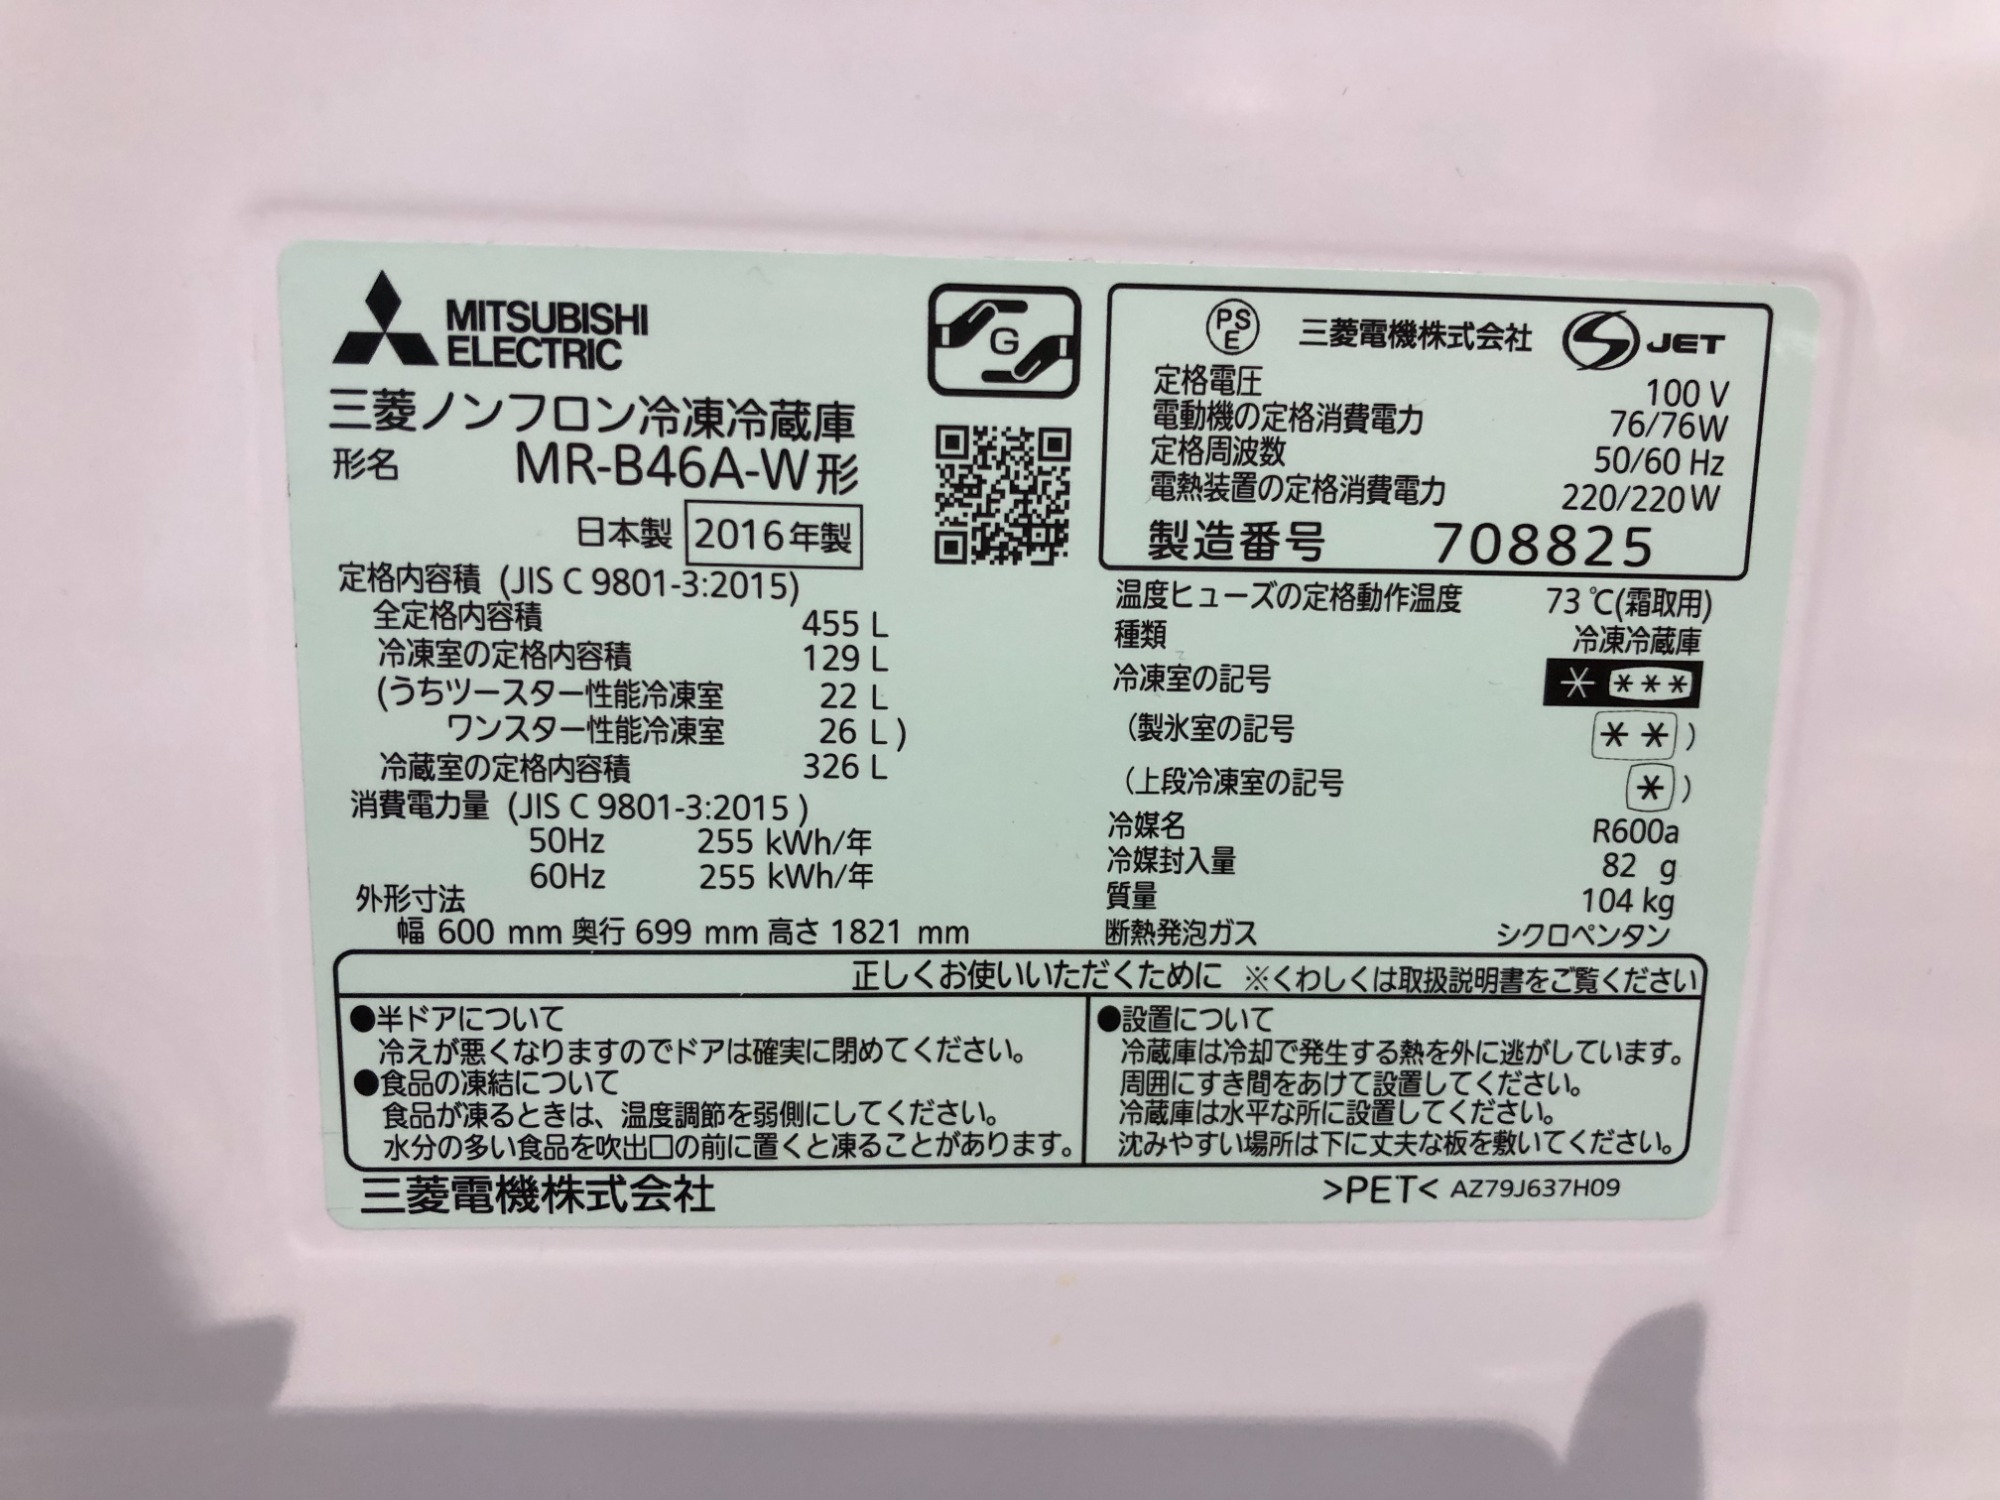 MITSUBISHI
ELECTRIC
三菱ノンフロン冷凍冷蔵庫
形名 MR-B46A-W形
日本製 2016年製
定格内容積 (JIS C 9801-3:2015)
全定格内容積 455 L
冷凍室の定格内容積 129 L
(うちツースター性能冷凍室 22 L
ワンスター性能冷凍室 26 L)
冷蔵室の定格内容積 326 L
消費電力量 (JIS C 9801-3:2015)
50Hz 255 kWh/年
60Hz 255 kWh/年
外形寸法
幅 600 mm 奥行 699 mm 高さ 1821 mm
G
PS
E
三菱電機株式会社 JET
定格電圧 100 V
電動機の定格消費電力 76/76W
定格周波数 50/60 Hz
電熱装置の定格消費電力 220/220W
製造番号 708825
温度ヒューズの定格動作温度 73℃(霜取用)
種類 冷凍冷蔵庫
冷凍室の記号 * ***
(製氷室の記号 **)
(上段冷凍室の記号 *)
冷媒名 R600a
冷媒封入量 82 g
質量 104 kg
断熱発泡ガス シクロペンタン
正しくお使いいただくために ※くわしくは取扱説明書をご覧ください
●半ドアについて
冷えが悪くなりますのでドアは確実に閉めてください。
●食品の凍結について
食品が凍るときは、温度調節を弱側にしてください。
水分の多い食品を吹出口の前に置くと凍ることがあります。
●設置について
冷蔵庫は冷却で発生する熱を外に逃がしています。
周囲にすき間をあけて設置してください。
冷蔵庫は水平な所に設置してください。
沈みやすい場所は下に丈夫な板を敷いてください。
三菱電機株式会社
>PET< AZ79J637H09